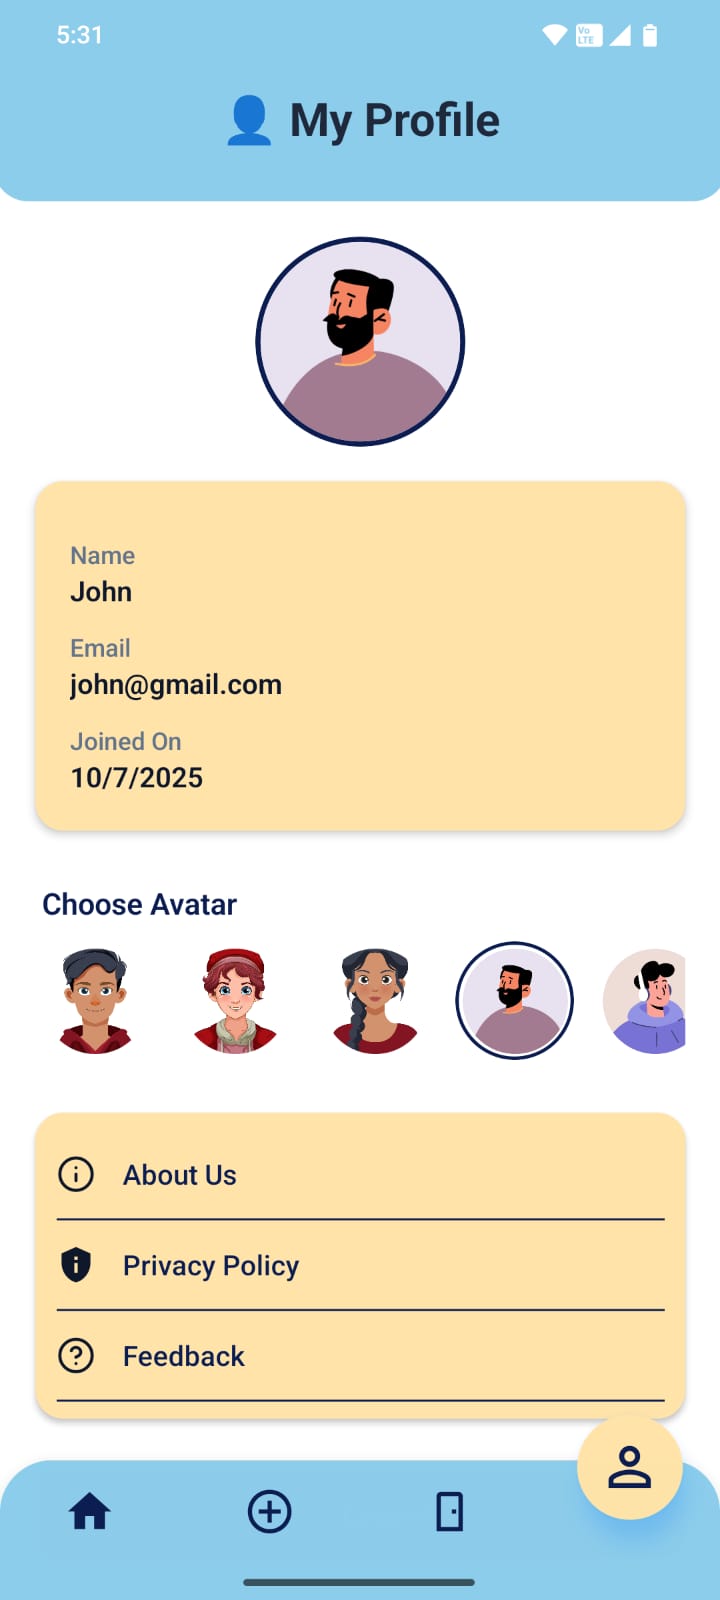 5:31
Vo
LTE
My Profile
Name
John
Email
john@gmail.com
Joined On
10/7/2025
Choose Avatar
About Us
Privacy Policy
Feedback